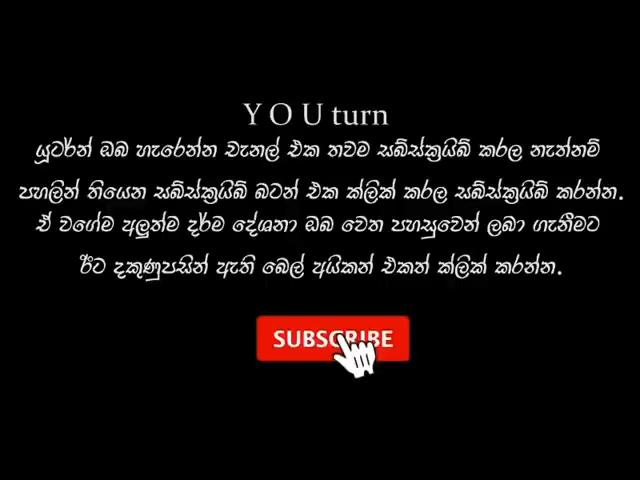 Y O U turn
යූටර්න් ඔබ හැරෙන්න චැනල් එක තවම සබ්ස්ක්‍රයිබ් කරල නැත්නම්
පහලින් තියෙන සබ්ස්ක්‍රයිබ් බටන් එක ක්ලික් කරල සබ්ස්ක්‍රයිබ් කරන්න.
ඒ වගේම අලුත්ම දර්ම දේශනා ඔබ වෙත පහසුවෙන් ලබා ගැනීමට
ඊට දකුණුපසින් ඇති බෙල් අයිකන් එකත් ක්ලික් කරන්න.
SUBSCRIBE